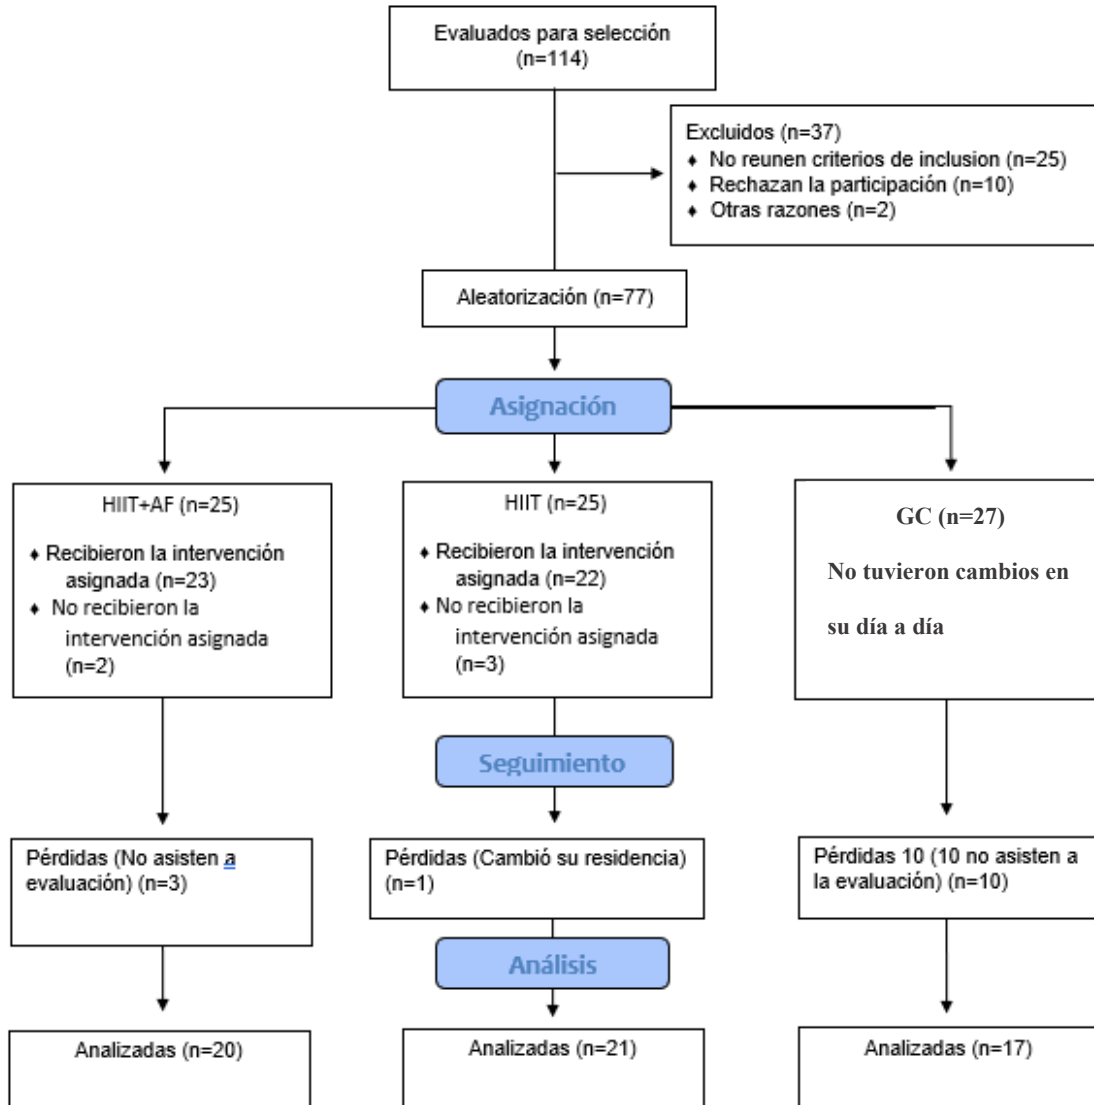 Evaluados para selección
(n=114)
Excluidos (n=37)
♦ No reunen criterios de inclusion (n=25)
♦ Rechazan la participación (n=10)
♦ Otras razones (n=2)
Aleatorización (n=77)
Asignación
HIIT+AF (n=25)
♦ Recibieron la intervención
asignada (n=23)
♦ No recibieron la
intervención asignada
(n=2)
HIIT (n=25)
♦ Recibieron la intervención
asignada (n=22)
♦ No recibieron la
intervención asignada
(n=3)
GC (n=27)
No tuvieron cambios en
su día a día
Seguimiento
Pérdidas (No asisten a
evaluación) (n=3)
Pérdidas (Cambió su residencia)
(n=1)
Pérdidas 10 (10 no asisten a
la evaluación) (n=10)
Análisis
Analizadas (n=20)
Analizadas (n=21)
Analizadas (n=17)